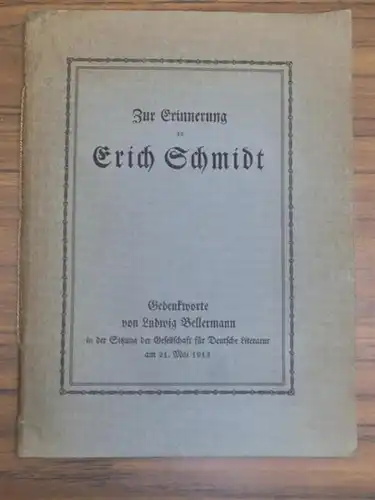 Zur Erinnerung
an
Erich Schmidt
Gedenkworte
von Ludwig Bellermann
in der Sitzung der Gesellschaft für Deutsche Literatur
am 21. Mai 1913